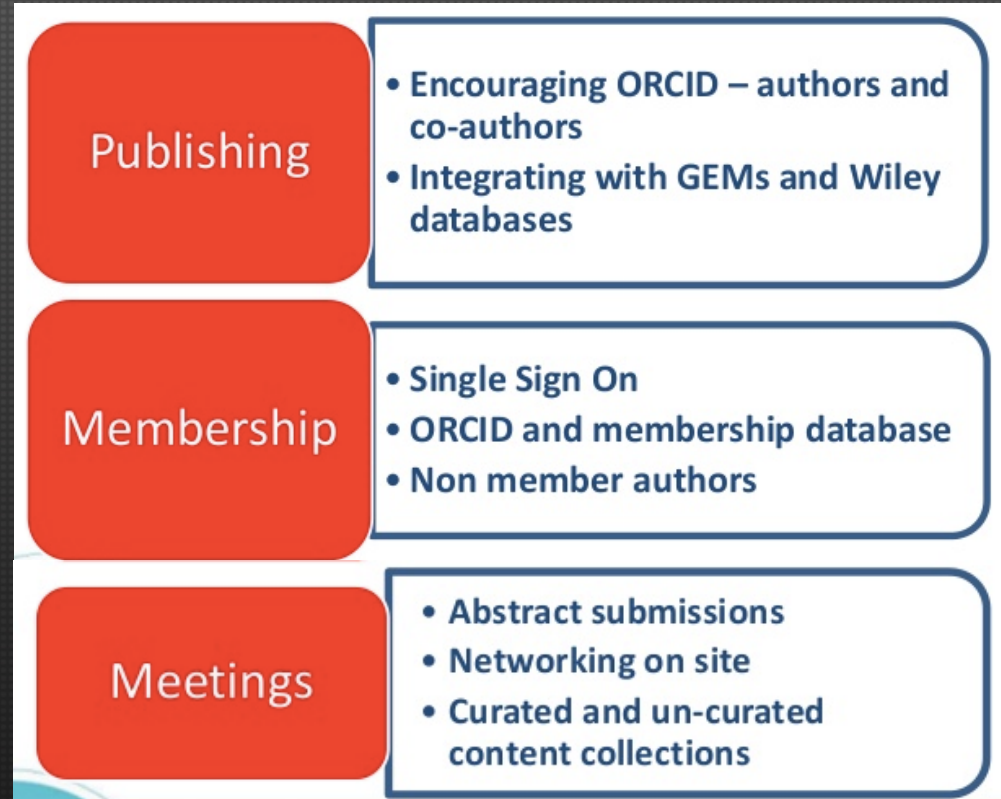 Publishing
• Encouraging ORCID – authors and
co-authors
• Integrating with GEMs and Wiley
databases
Membership
• Single Sign On
• ORCID and membership database
• Non member authors
Meetings
• Abstract submissions
• Networking on site
• Curated and un-curated
content collections